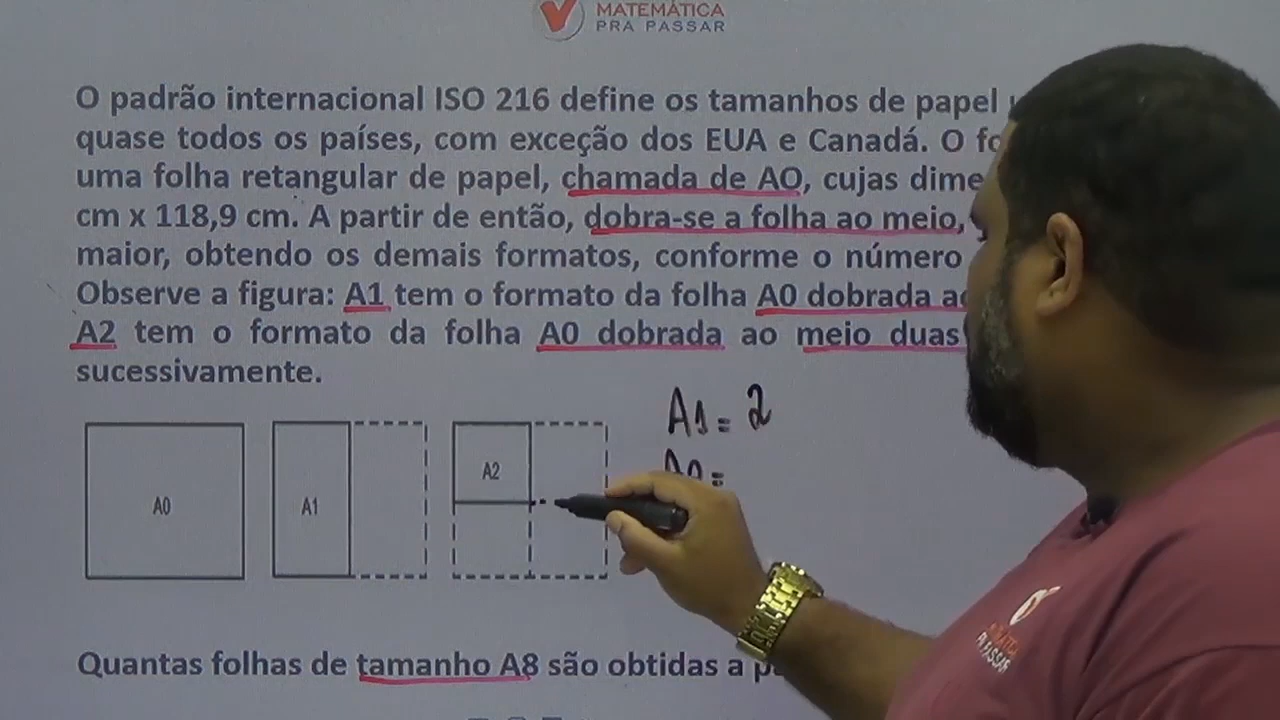 MATEMÁTICA
PRA PASSAR
O padrão internacional ISO 216 define os tamanhos de papel
quase todos os países, com exceção dos EUA e Canadá. O
uma folha retangular de papel, chamada de AO, cujas
cm x 118,9 cm. A partir de então, dobra-se a folha ao meio,
maior, obtendo os demais formatos, conforme o número
Observe a figura: A1 tem o formato da folha A0 dobrada
A2 tem o formato da folha A0 dobrada ao meio duas
sucessivamente.
A1 = 2
A0
A1
A2
Quantas folhas de tamanho A8 são obtidas a
PRA PASSAR